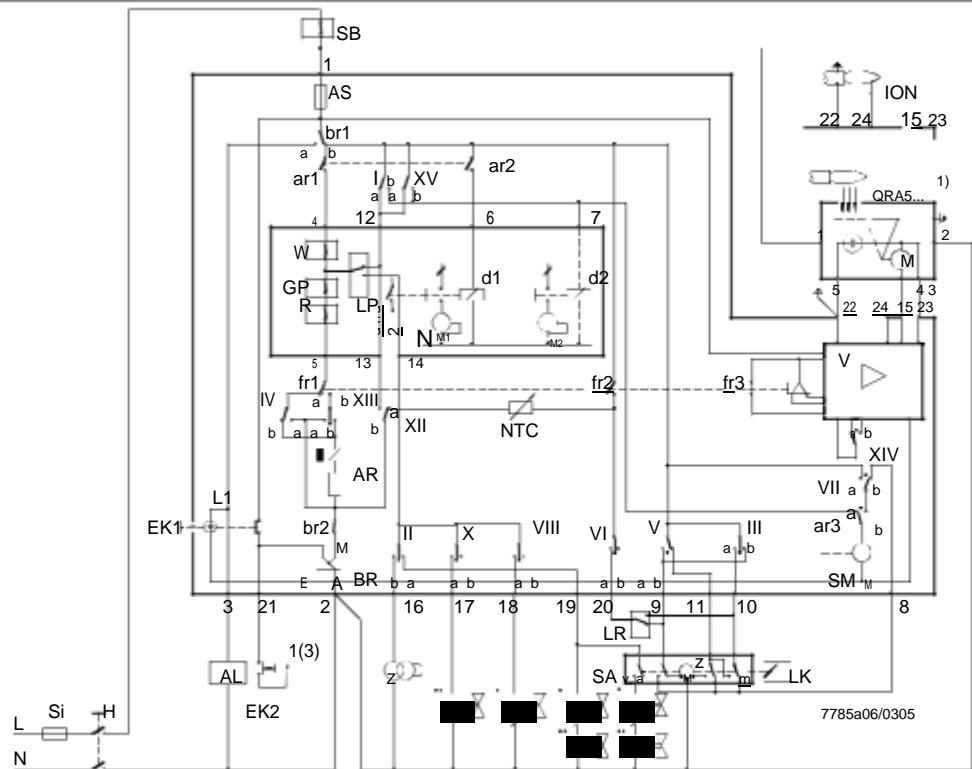 SB
1
AS
ION
22 24 15 23
br1
a b
ar1
I b XV
a a b
ar2
QRA5...
1)
4 12 6 7
1 2
W
GP
R
LP
d1
d2
M
N M1
M2
5 4 3
22 24 15 23
2
5 13 14
V
fr1
fr2
fr3
IV
a b XIII
a
b a a b
b XII
NTC
a b
XIV
AR
VII a b
L1
EK1
br2
II X VIII VI V III
ar3
a b
M
a b
E A BR
b a a b a b a b a b
SM M
3 21 2 16 17 18 19 20 9 11 10 8
LR
AL
1(3)
EK2
Z
SA v a M z m LK
7785a06/0305
L Si H
N